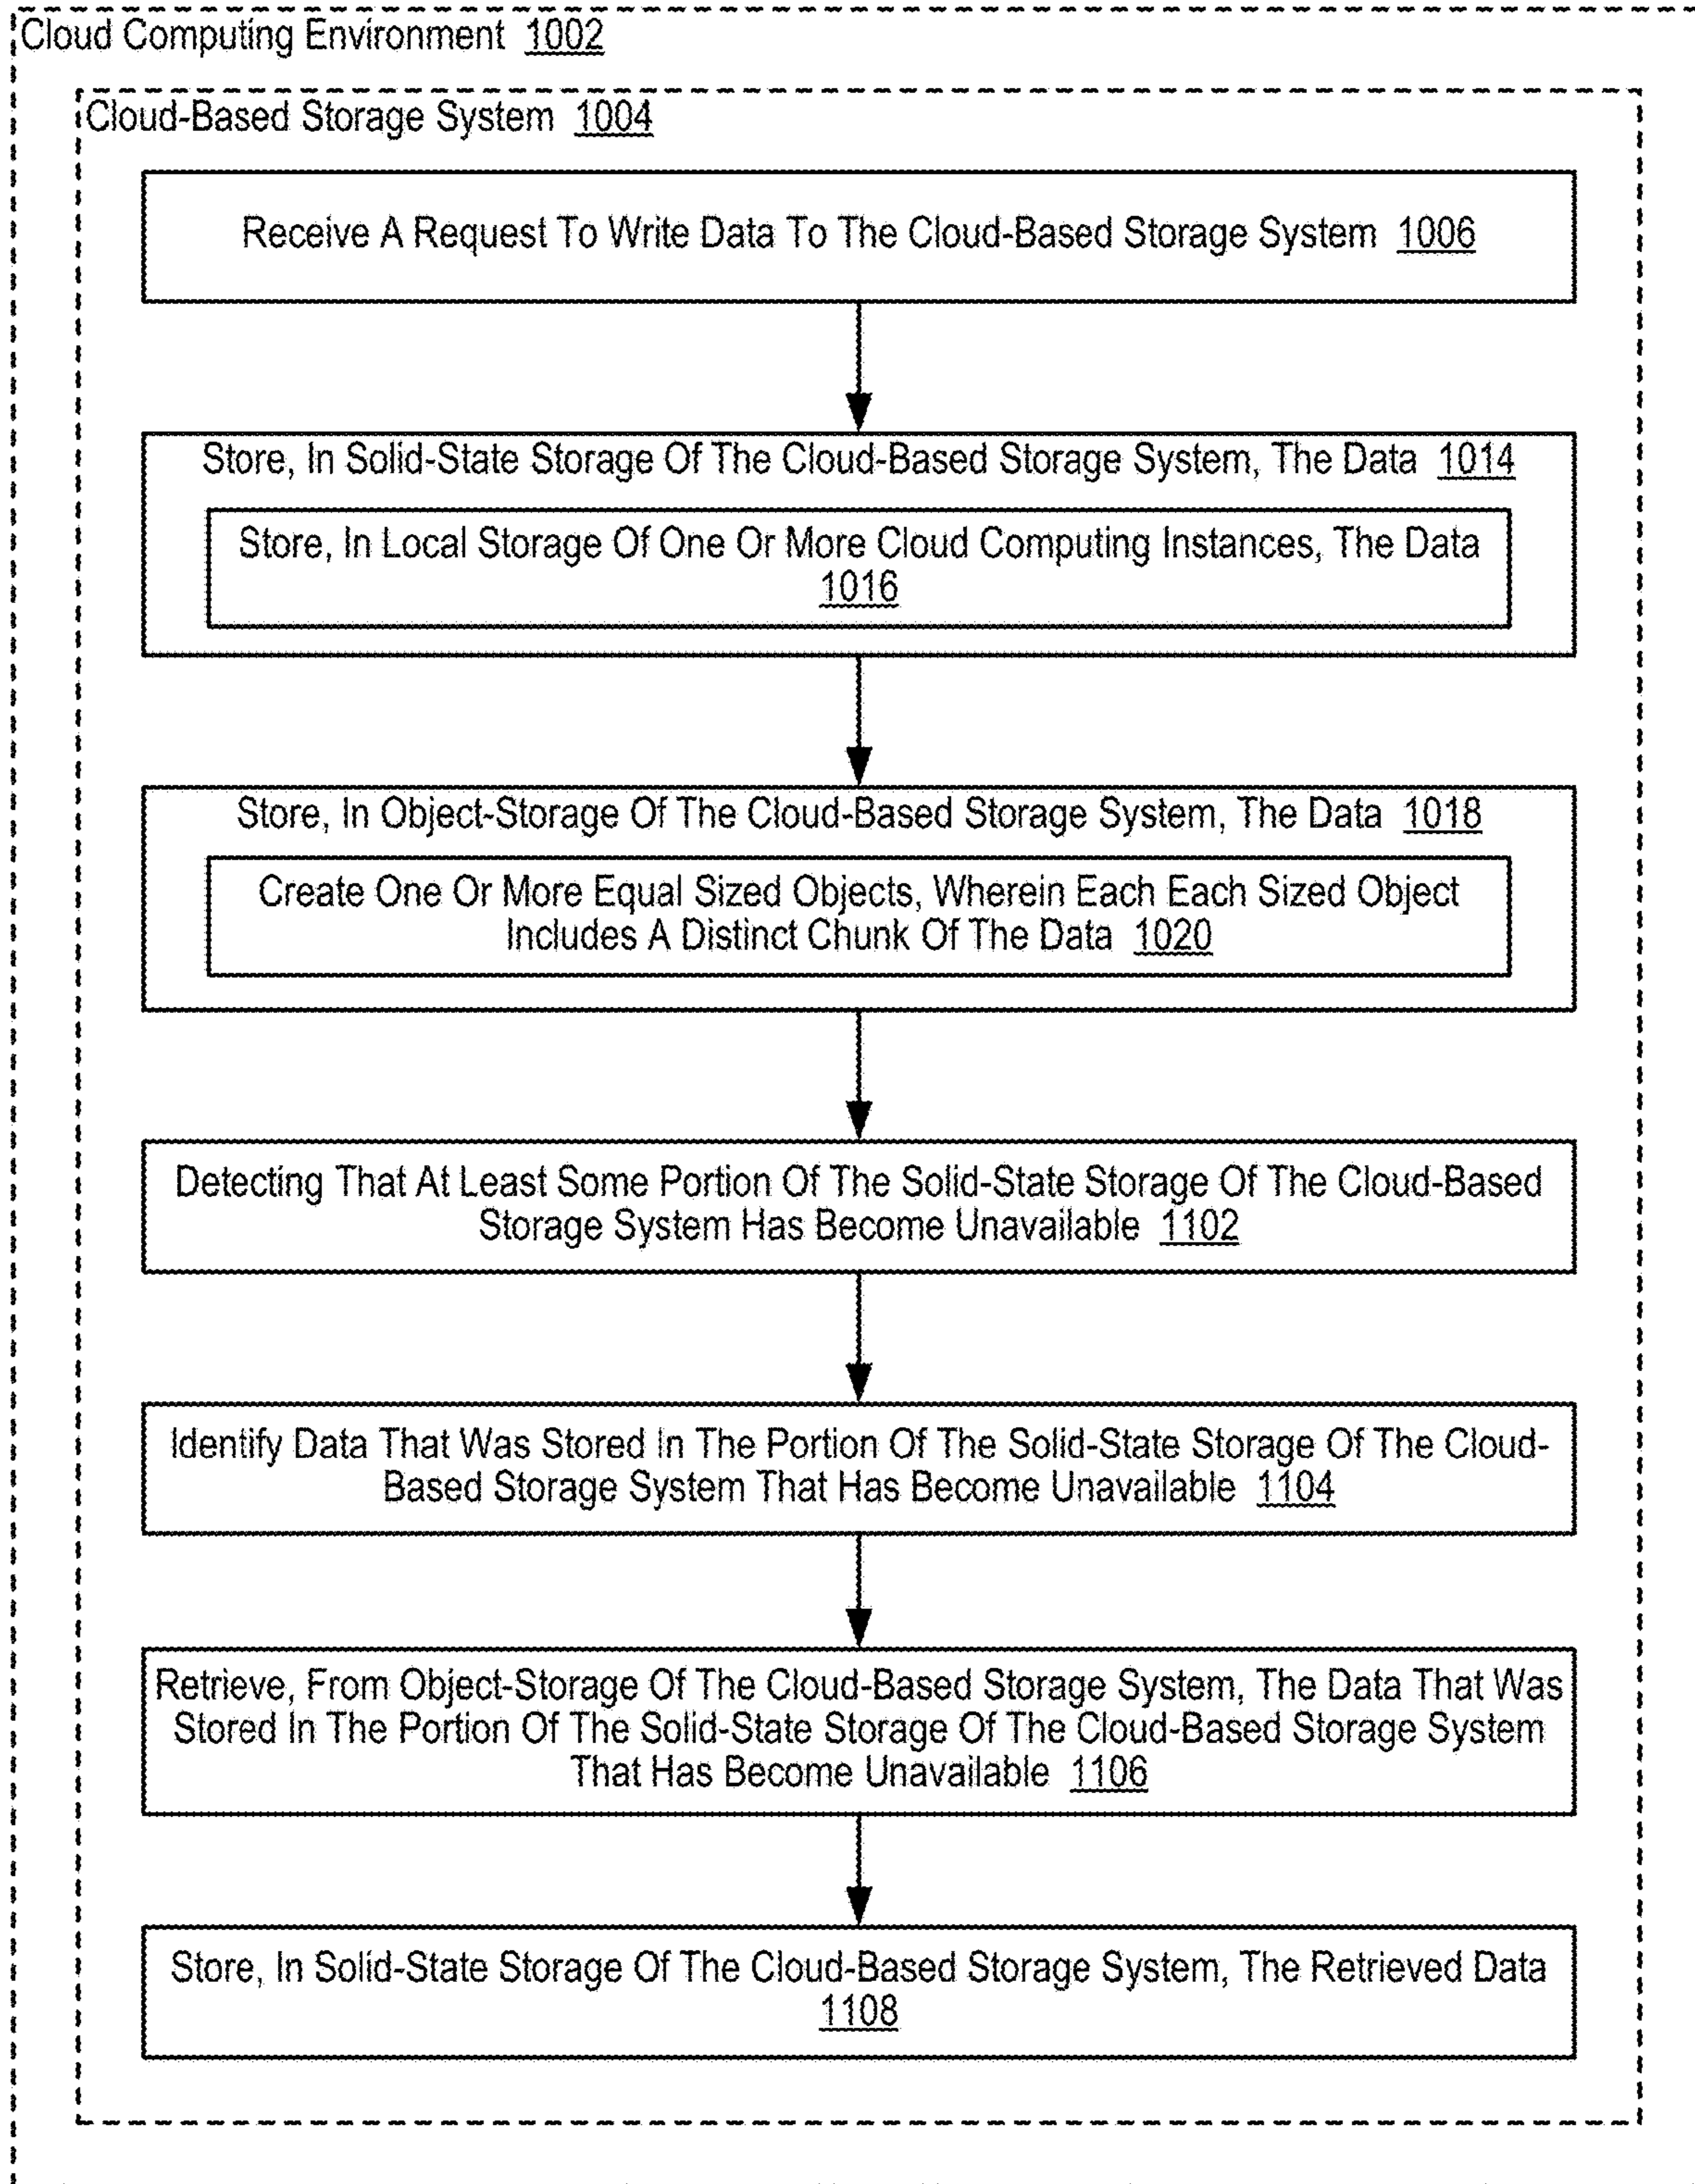 Cloud Computing Environment 1002
Cloud-Based Storage System 1004
Receive A Request To Write Data To The Cloud-Based Storage System 1006
Store, In Solid-State Storage Of The Cloud-Based Storage System, The Data 1014
Store, In Local Storage Of One Or More Cloud Computing Instances, The Data
1016
Store, In Object-Storage Of The Cloud-Based Storage System, The Data 1018
Create One Or More Equal Sized Objects, Wherein Each Each Sized Object
Includes A Distinct Chunk Of The Data 1020
Detecting That At Least Some Portion Of The Solid-State Storage Of The Cloud-Based
Storage System Has Become Unavailable 1102
Identify Data That Was Stored In The Portion Of The Solid-State Storage Of The Cloud-
Based Storage System That Has Become Unavailable 1104
Retrieve, From Object-Storage Of The Cloud-Based Storage System, The Data That Was
Stored In The Portion Of The Solid-State Storage Of The Cloud-Based Storage System
That Has Become Unavailable 1106
Store, In Solid-State Storage Of The Cloud-Based Storage System, The Retrieved Data
1108